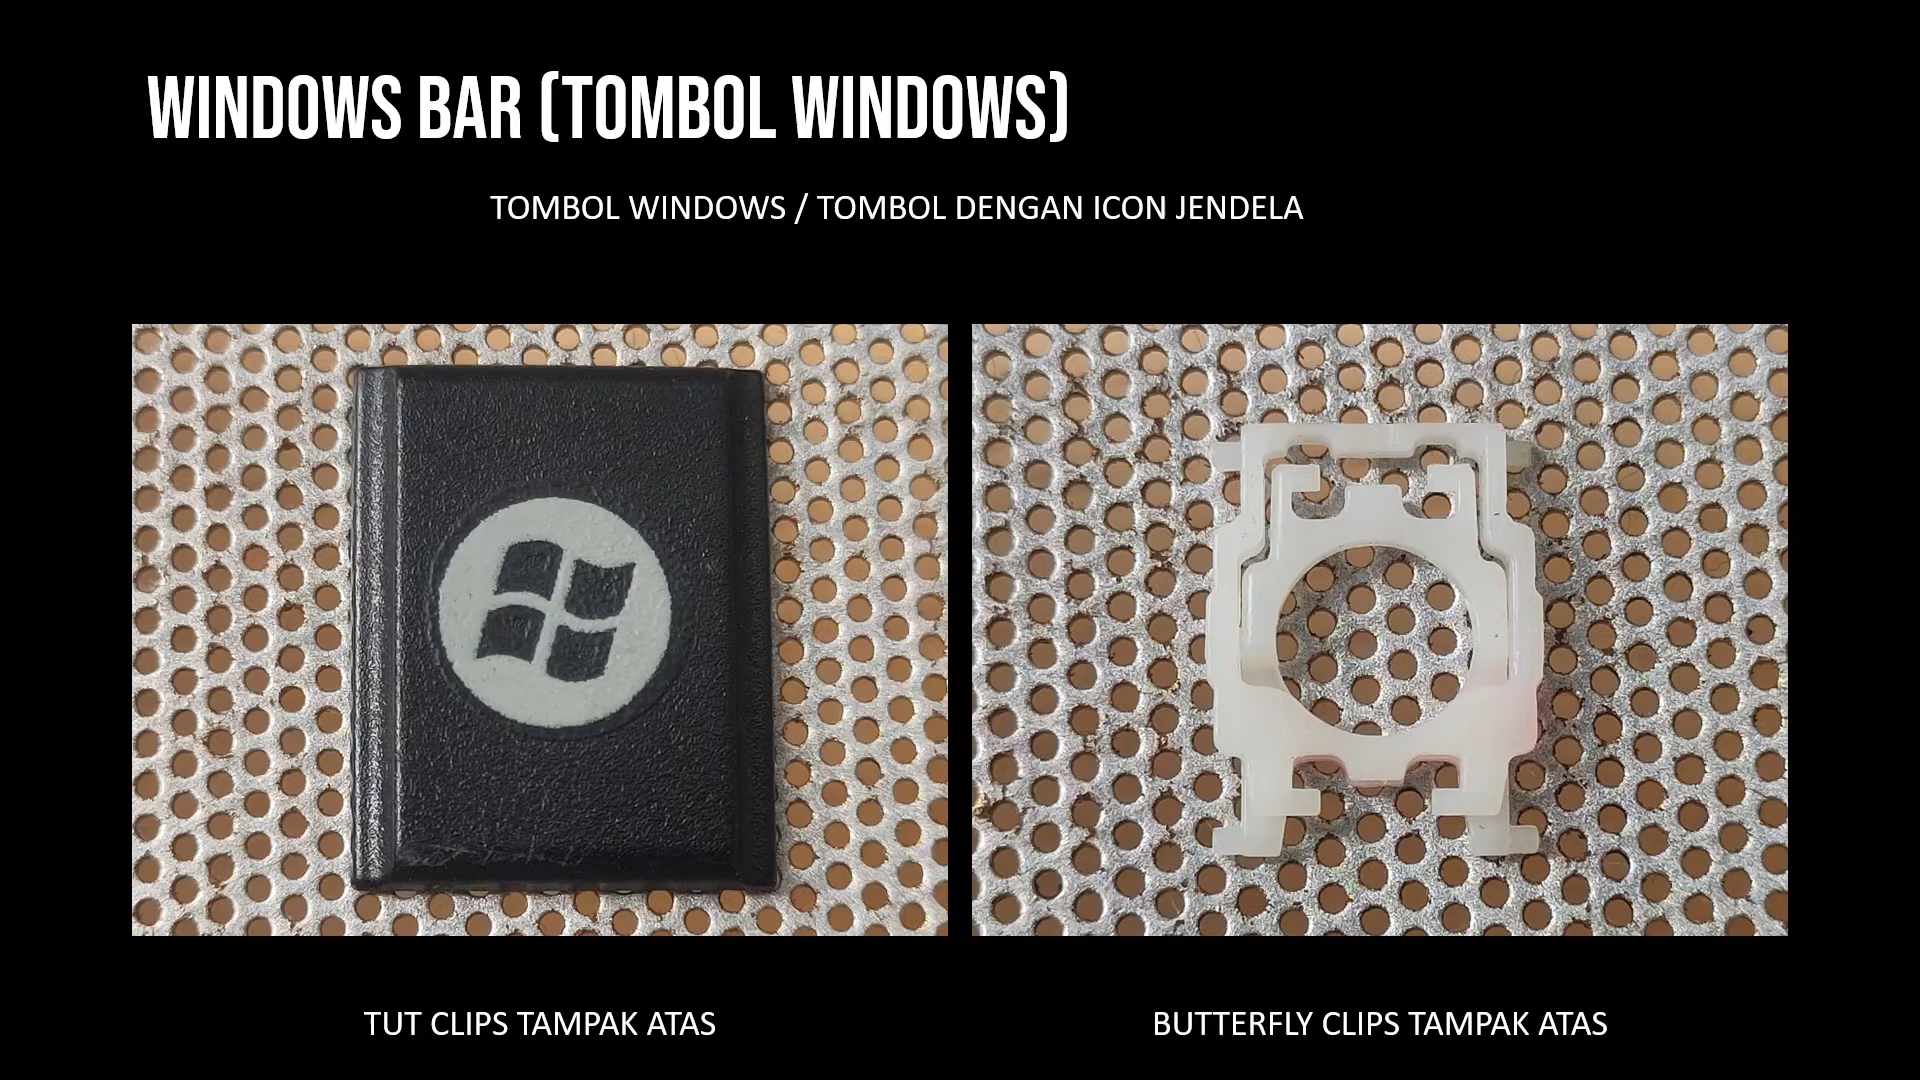 WINDOWS BAR (TOMBOL WINDOWS)
TOMBOL WINDOWS / TOMBOL DENGAN ICON JENDELA
TUT CLIPS TAMPAK ATAS
BUTTERFLY CLIPS TAMPAK ATAS